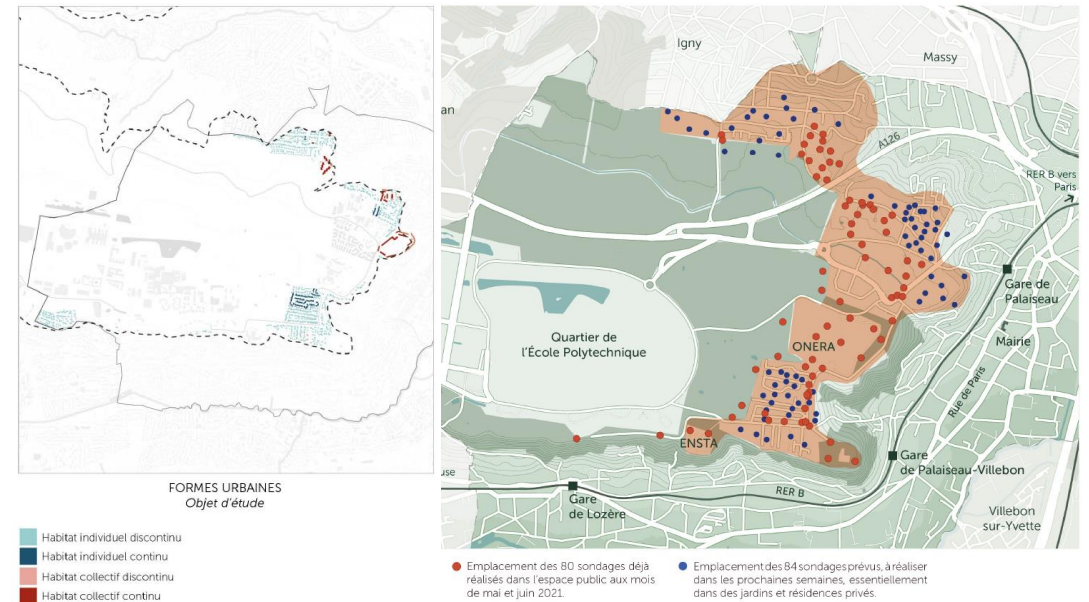 FORMES URBAINES
Objet d'étude
Habitat individuel discontinu
Habitat individuel continu
Habitat collectif discontinu
Habitat collectif continu
Igny
Massy
an
A126
RER B vers
Paris
Gare de
Palaiseau
Mairie
Quartier de
l'École Polytechnique
ONERA
Rue de Paris
ENSTA
Gare
de Palaiseau-Villebon
use
RER B
Gare
de Lozère
Villebon
sur-Yvette
Emplacement des 80 sondages déjà
réalisés dans l'espace public aux mois
de mai et juin 2021.
Emplacement des 84 sondages prévus, à réaliser
dans les prochaines semaines, essentiellement
dans des jardins et résidences privés.